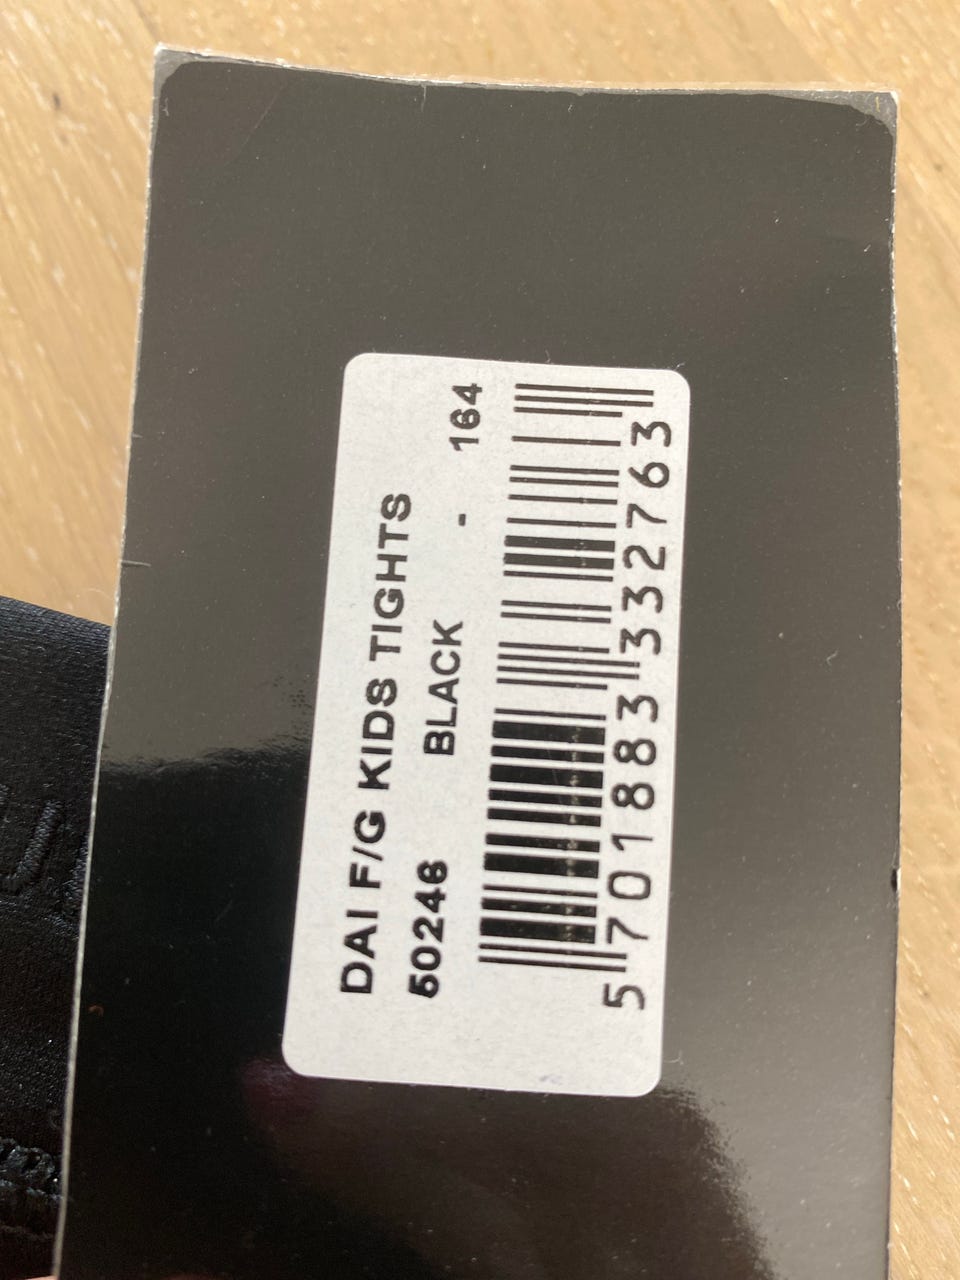 DAI F/G KIDS TIGHTS
50246 BLACK - 164
5 701883 332763